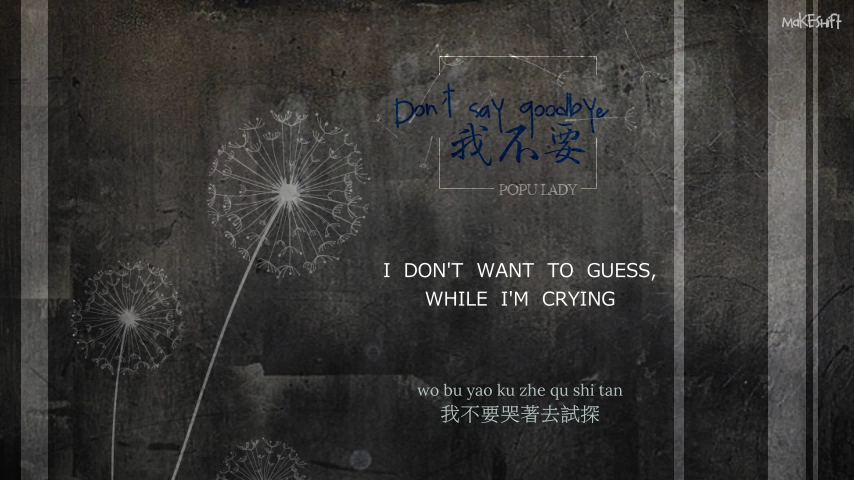 MaKESHiFT
Don't say goodbye
我不要
POPU LADY
I DON'T WANT TO GUESS,
WHILE I'M CRYING
wo bu yao ku zhe qu shi tan
我不要哭著去試探